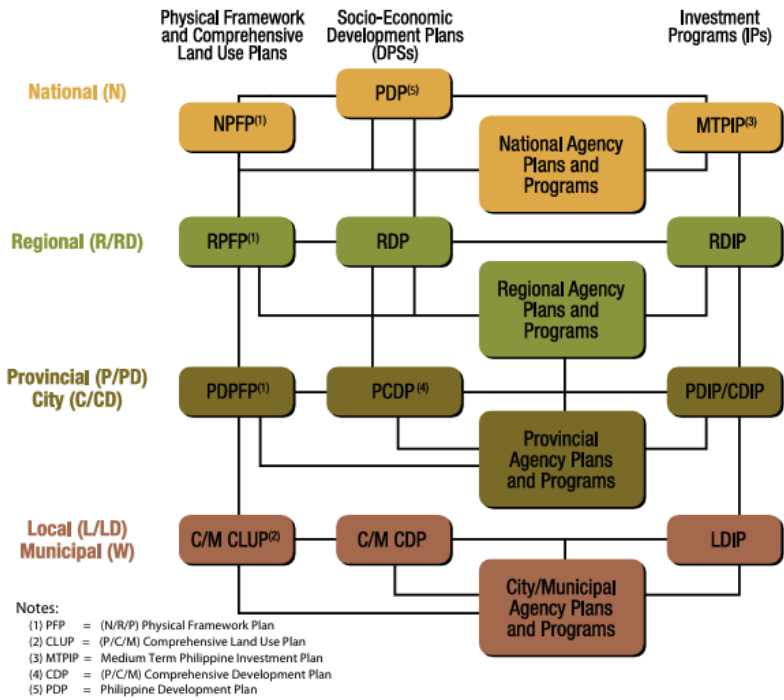 Physical Framework
and Comprehensive
Land Use Plans
Socio-Economic
Development Plans
(DPSs)
Investment
Programs (IPs)
National (N)
PDP(5)
NPFP(1)
MTPIP(3)
National Agency
Plans and
Programs
Regional (R/RD)
RPFP(1)
RDP
RDIP
Regional Agency
Plans and
Programs
Provincial (P/PD)
City (C/CD)
PDPFP(1)
PCDP (4)
PDIP/CDIP
Provincial
Agency Plans
and Programs
Local (L/LD)
Municipal (W)
C/M CLUP(2)
C/M CDP
LDIP
City/Municipal
Agency Plans
and Programs
Notes:
(1) PFP = (N/R/P) Physical Framework Plan
(2) CLUP = (P/C/M) Comprehensive Land Use Plan
(3) MTPIP = Medium Term Philippine Investment Plan
(4) CDP = (P/C/M) Comprehensive Development Plan
(5) PDP = Philippine Development Plan